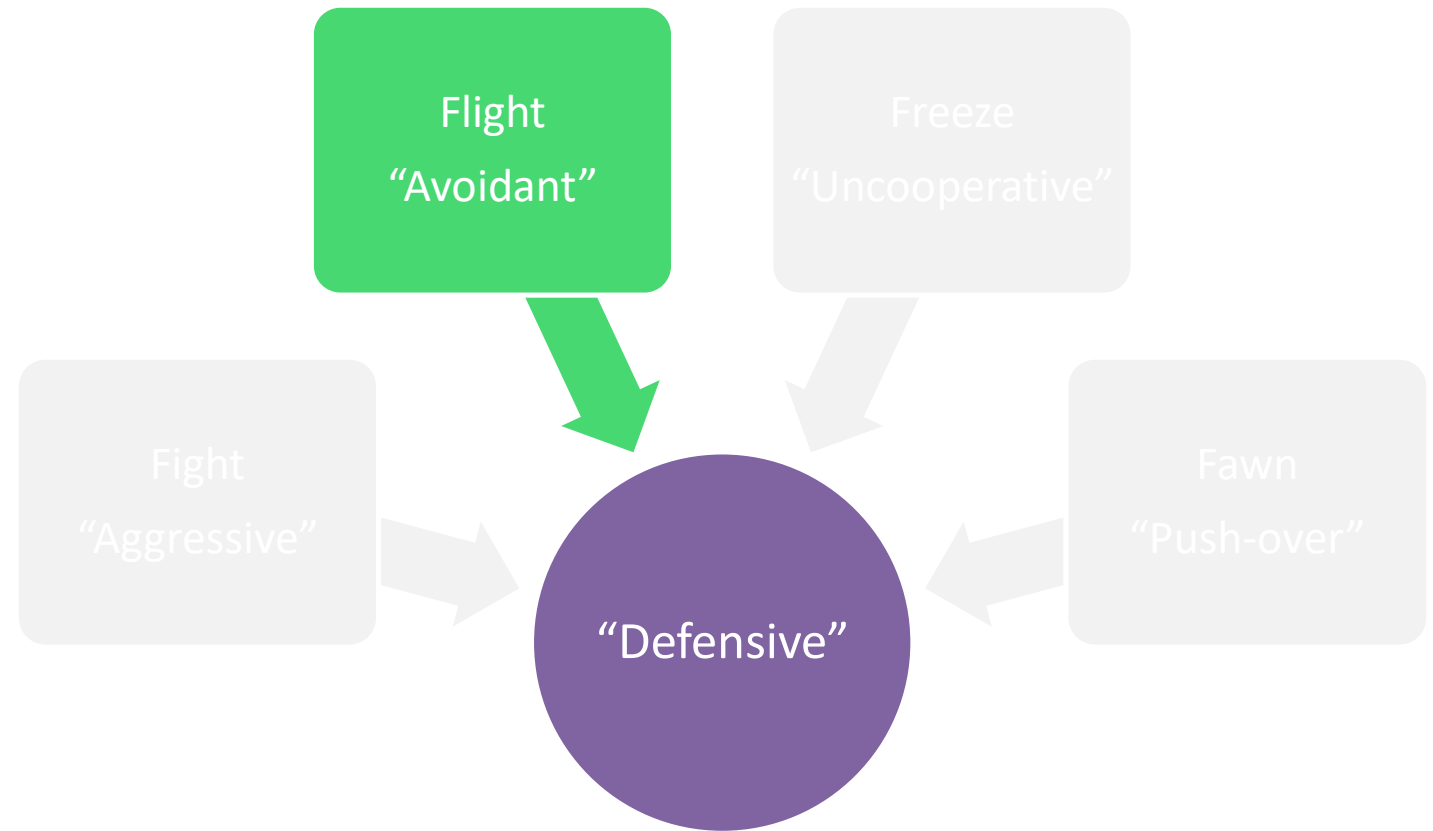 Flight
“Avoidant”
Freeze
“Uncooperative”
Fight
“Aggressive”
Fawn
“Push-over”
“Defensive”